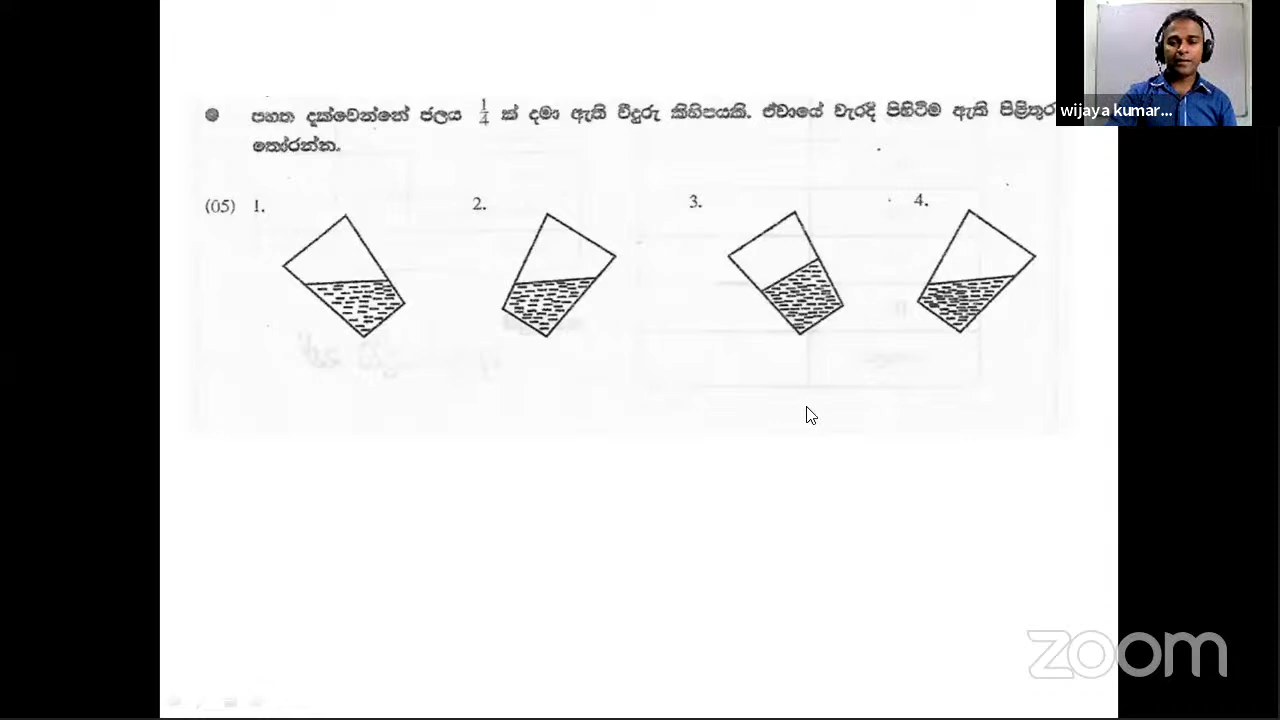 පහත දැක්වෙන්නේ ජලය 1/4 ක් දමා ඇති වීදුරු කිහිපයකි. ඒවායේ වැරදි පිහිටීම ඇති පිළිතුර
තෝරන්න.
(05) 1. 2. 3. 4.
wijaya kumar...
zoom